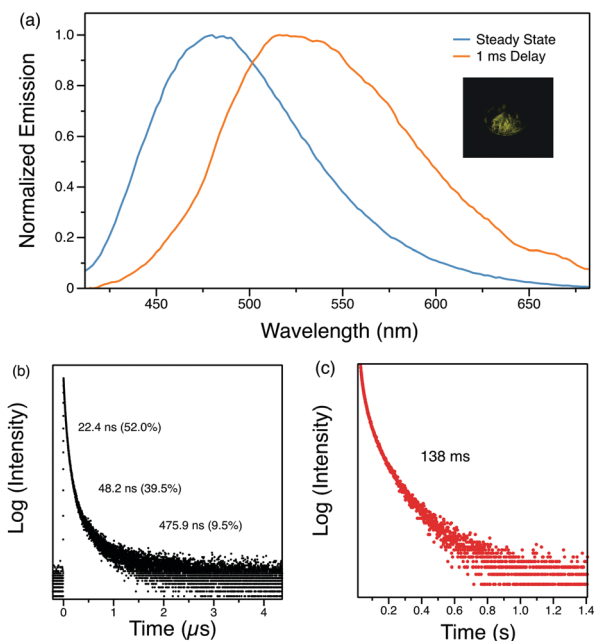 (a)
Steady State
1 ms Delay
1.0
0.8
0.6
0.4
0.2
0
Normalized Emission
450 500 550 600 650
Wavelength (nm)
(b)
22.4 ns (52.0%)
48.2 ns (39.5%)
475.9 ns (9.5%)
Log (Intensity)
0 1 2 3 4
Time (µs)
(c)
138 ms
Log (Intensity)
0.2 0.4 0.6 0.8 1.0 1.2 1.4
Time (s)